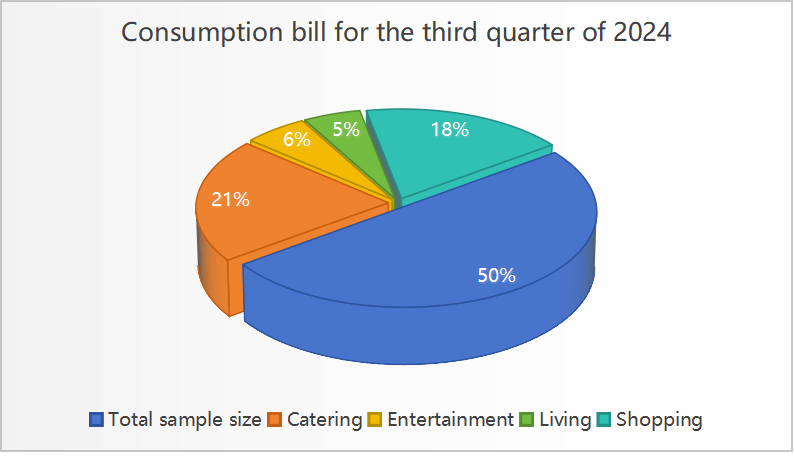 Consumption bill for the third quarter of 2024
5%
18%
6%
21%
50%
Total sample size Catering Entertainment Living Shopping